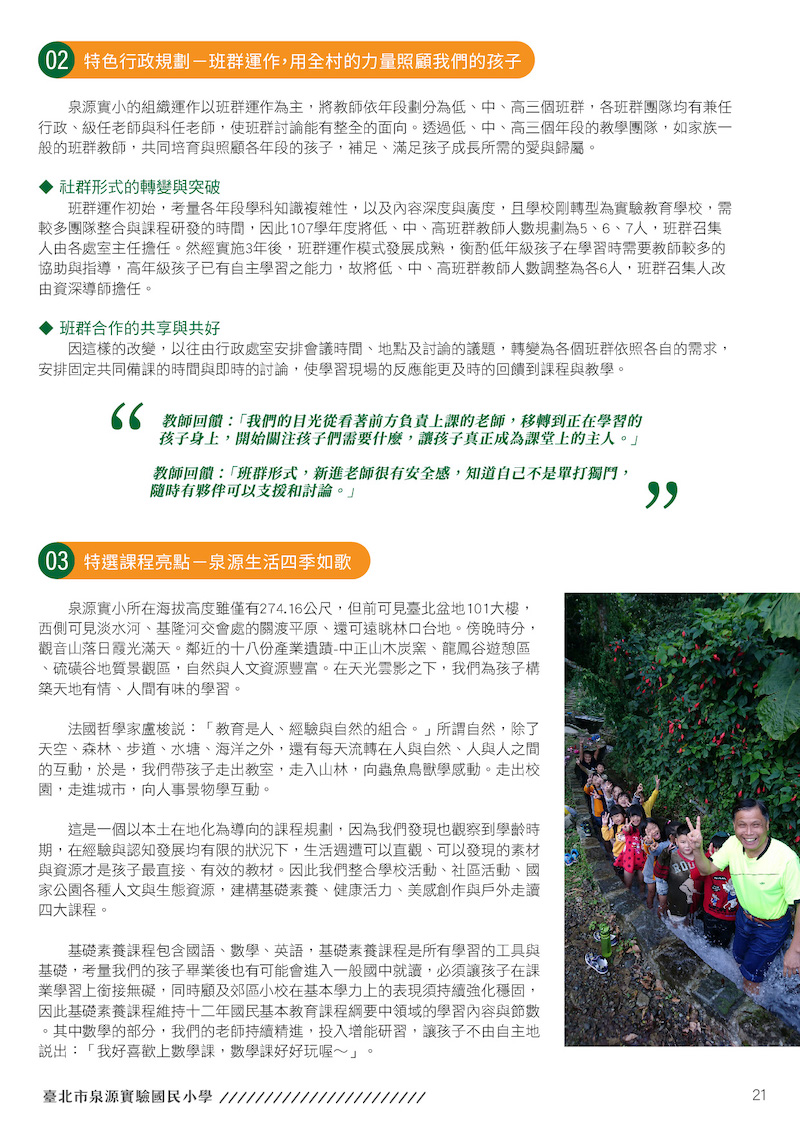 02 特色行政規劃－班群運作，用全村的力量照顧我們的孩子
泉源實小的組織運作以班群運作為主，將教師依年段劃分為低、中、高三個班群，各班群團隊均有兼任
行政、級任老師與科任老師，使班群討論能有整全的面向。透過低、中、高三個年段的教學團隊，如家族一
般的班群教師，共同培育與照顧各年段的孩子，補足、滿足孩子成長所需的愛與歸屬。
◆ 社群形式的轉變與突破
班群運作初始，考量各年段學科知識複雜性，以及內容深度與廣度，且學校剛轉型為實驗教育學校，需
較多團隊整合與課程研發的時間，因此107學年度將低、中、高班群教師人數規劃為5、6、7人，班群召集
人由各處室主任擔任。然經實施3年後，班群運作模式發展成熟，衡酌低年級孩子在學習時需要教師較多的
協助與指導，高年級孩子已有自主學習之能力，故將低、中、高班群教師人數調整為各6人，班群召集人改
由資深導師擔任。
◆ 班群合作的共享與共好
因這樣的改變，以往由行政處室安排會議時間、地點及討論的議題，轉變為各個班群依照各自的需求，
安排固定共同備課的時間與即時的討論，使學習現場的反應能更及時的回饋到課程與教學。
“ 教師回饋：「我們的目光從看著前方負責上課的老師，移轉到正在學習的
孩子身上，開始關注孩子們需要什麼，讓孩子真正成為課堂上的主人。」
教師回饋：「班群形式，新進老師很有安全感，知道自己不是單打獨鬥，
隨時有夥伴可以支援和討論。」 ”
03 特選課程亮點－泉源生活四季如歌
泉源實小所在海拔高度雖僅有274.16公尺，但前可見臺北盆地101大樓，
西側可見淡水河、基隆河交會處的關渡平原、還可遠眺林口台地。傍晚時分，
觀音山落日霞光滿天。鄰近的十八份產業遺蹟-中正山木炭窯、龍鳳谷遊憩區
、硫磺谷地質景觀區，自然與人文資源豐富。在天光雲影之下，我們為孩子構
築天地有情、人間有味的學習。
法國哲學家盧梭說：「教育是人、經驗與自然的組合。」所謂自然，除了
天空、森林、步道、水塘、海洋之外，還有每天流轉在人與自然、人與人之間
的互動，於是，我們帶孩子走出教室，走入山林，向蟲魚鳥獸學感動。走出校
園，走進城市，向人事景物學互動。
這是一個以本土在地化為導向的課程規劃，因為我們發現也觀察到學齡時
期，在經驗與認知發展均有限的狀況下，生活週遭可以直觀、可以發現的素材
與資源才是孩子最直接、有效的教材。因此我們整合學校活動、社區活動、國
家公園各種人文與生態資源，建構基礎素養、健康活力、美感創作與戶外走讀
四大課程。
基礎素養課程包含國語、數學、英語，基礎素養課程是所有學習的工具與
基礎，考量我們的孩子畢業後也有可能會進入一般國中就讀，必須讓孩子在課
業學習上銜接無礙，同時顧及郊區小校在基本學力上的表現須持續強化穩固，
因此基礎素養課程維持十二年國民基本教育課程綱要中領域的學習內容與節數
。其中數學的部分，我們的老師持續精進，投入增能研習，讓孩子不由自主地
說出：「我好喜歡上數學課，數學課好好玩喔～」。
臺北市泉源實驗國民小學 ///////////////////////
21